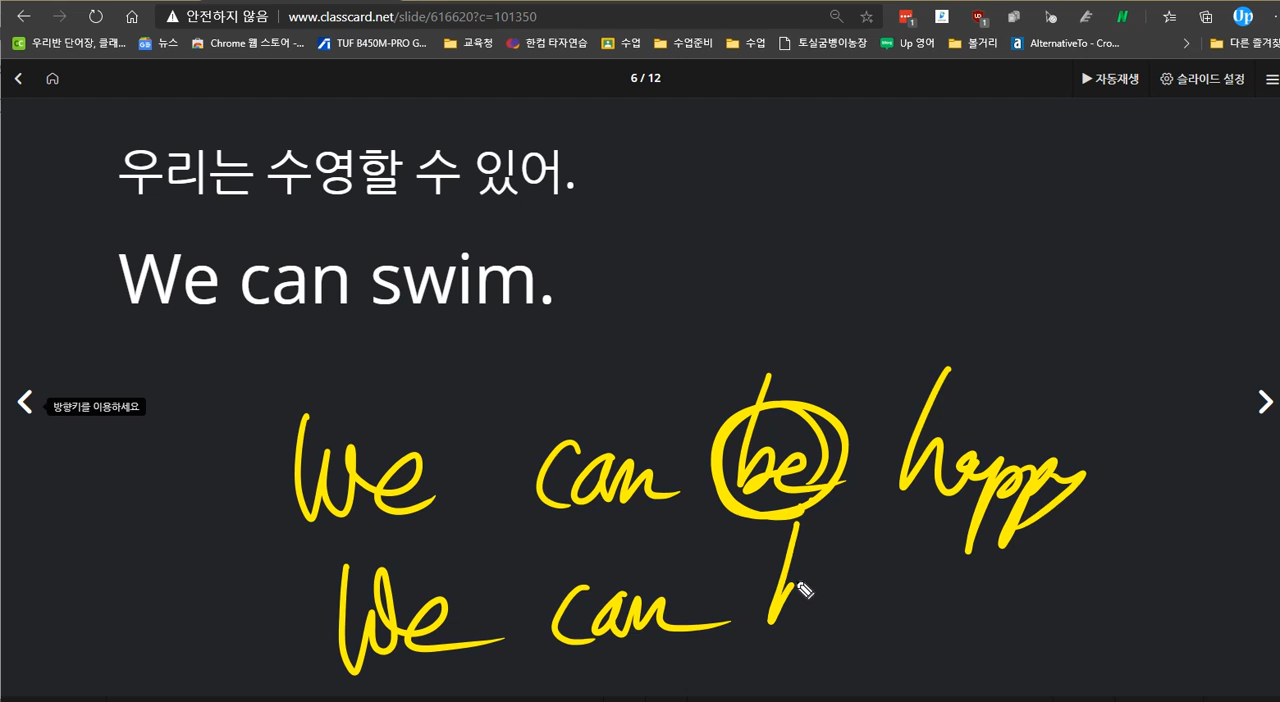 안전하지 않음 www.classcard.net/slide/616620?c=101350
우리반 단어장, 클래... 뉴스 Chrome 웹 스토어 -... TUF B450M-PRO G... 교육청 한컴 타자연습 수업 수업준비 수업 토실굼벵이농장 Up 영어 볼거리 AlternativeTo - Cro... 다른 즐겨찾
6 / 12 자동재생 슬라이드 설정
우리는 수영할 수 있어.
We can swim.
방향키를 이용하세요
We can be happy
We can